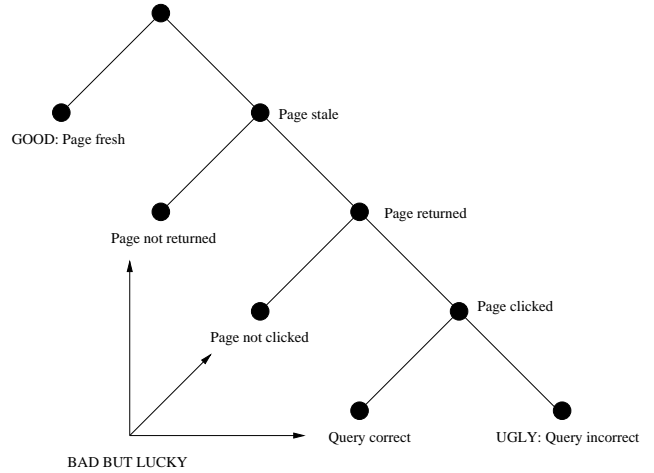 Page stale
GOOD: Page fresh
Page returned
Page not returned
Page clicked
Page not clicked
Query correct
UGLY: Query incorrect
BAD BUT LUCKY